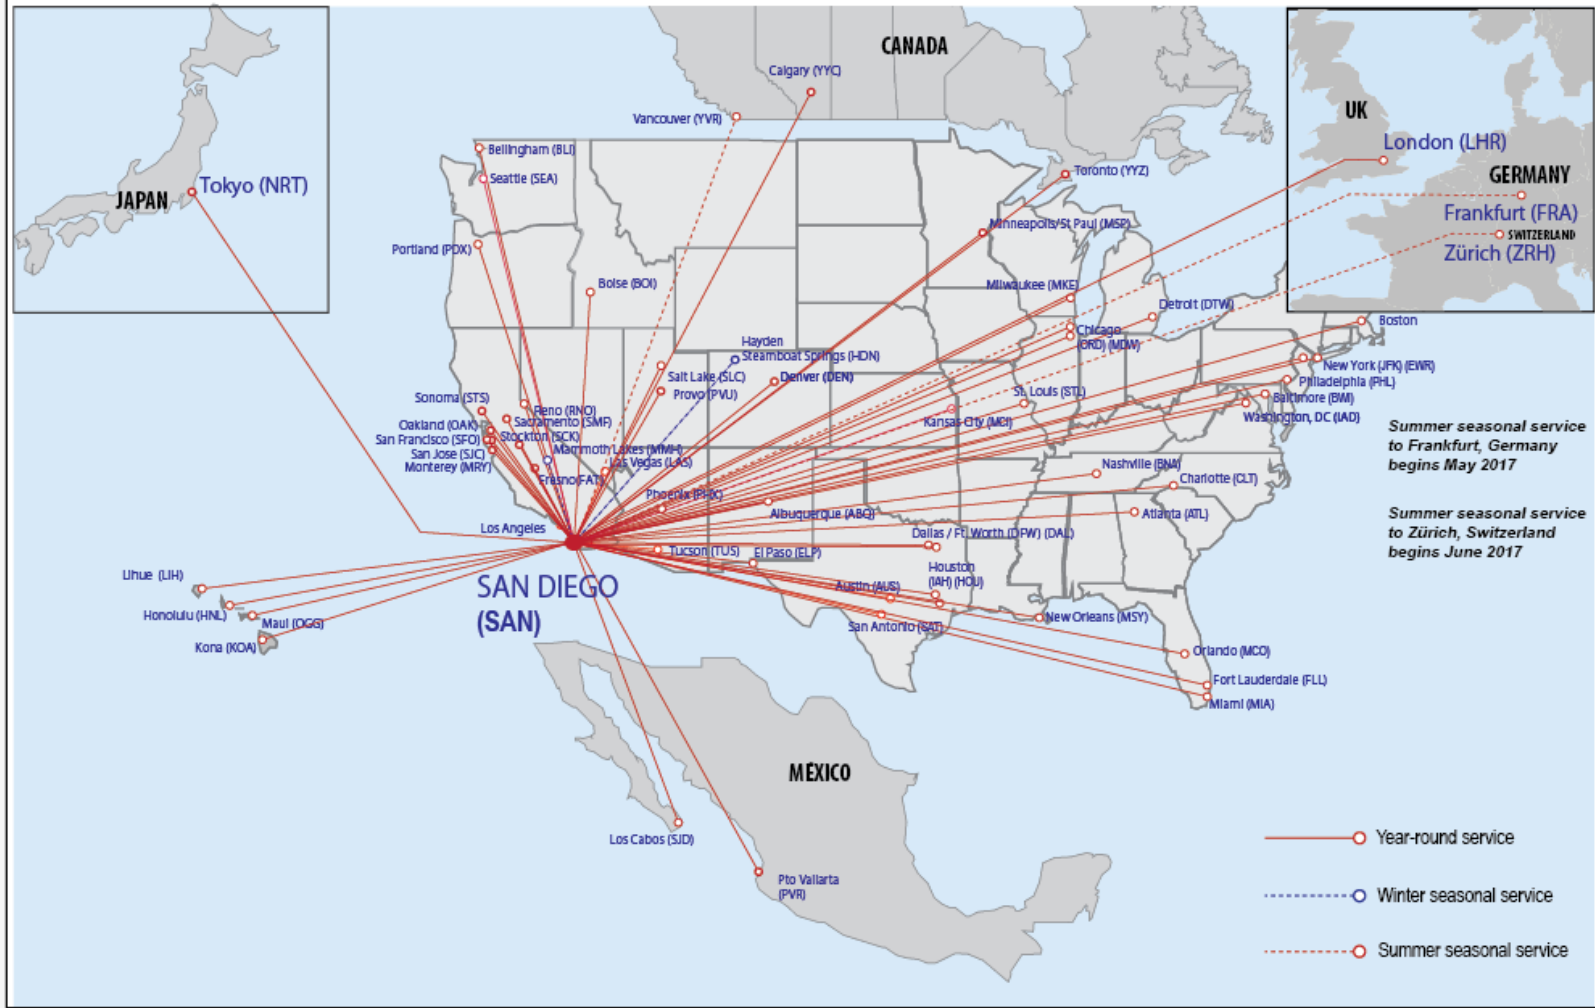 CANADA
Calgary (YYC)
Vancouver (YVR)
UK
London (LHR)
GERMANY
Frankfurt (FRA)
SWITZERLAND
Zürich (ZRH)
JAPAN
Tokyo (NRT)
Bellingham (BLI)
Seattle (SEA)
Toronto (YYZ)
Portland (PDX)
Minneapolis/St Paul (MSP)
Boise (BOI)
Milwaukee (MKE)
Detroit (DTW)
Boston
Chicago
(ORD) (MDW)
Hayden
Steamboat Springs (HDN)
Salt Lake (SLC)
Denver (DEN)
Provo (PVU)
New York (JFK) (EWR)
Philadelphia (PHL)
Baltimore (BWI)
Washington, DC (IAD)
St. Louis (STL)
Kansas City (MCI)
Sonoma (STS)
Reno (RNO)
Oakland (OAK)
Sacramento (SMF)
San Francisco (SFO)
Stockton (SCK)
San Jose (SJC)
Mammoth Lakes (MMH)
Monterey (MRY)
Las Vegas (LAS)
Fresno(FAT)
Summer seasonal service
to Frankfurt, Germany
begins May 2017
Nashville (BNA)
Charlotte (CLT)
Phoenix (PHX)
Albuquerque (ABQ)
Atlanta (ATL)
Summer seasonal service
to Zürich, Switzerland
begins June 2017
Los Angeles
Dallas / Ft. Worth (DFW) (DAL)
Tucson (TUS)
El Paso (ELP)
Houston
(IAH) (HOU)
Lihue (LIH)
SAN DIEGO
(SAN)
Austin (AUS)
Honolulu (HNL)
Maui (OGG)
San Antonio (SAT)
New Orleans (MSY)
Kona (KOA)
Orlando (MCO)
Fort Lauderdale (FLL)
Miami (MIA)
MÉXICO
Los Cabos (SJD)
Pto Vallarta
(PVR)
Year-round service
Winter seasonal service
Summer seasonal service